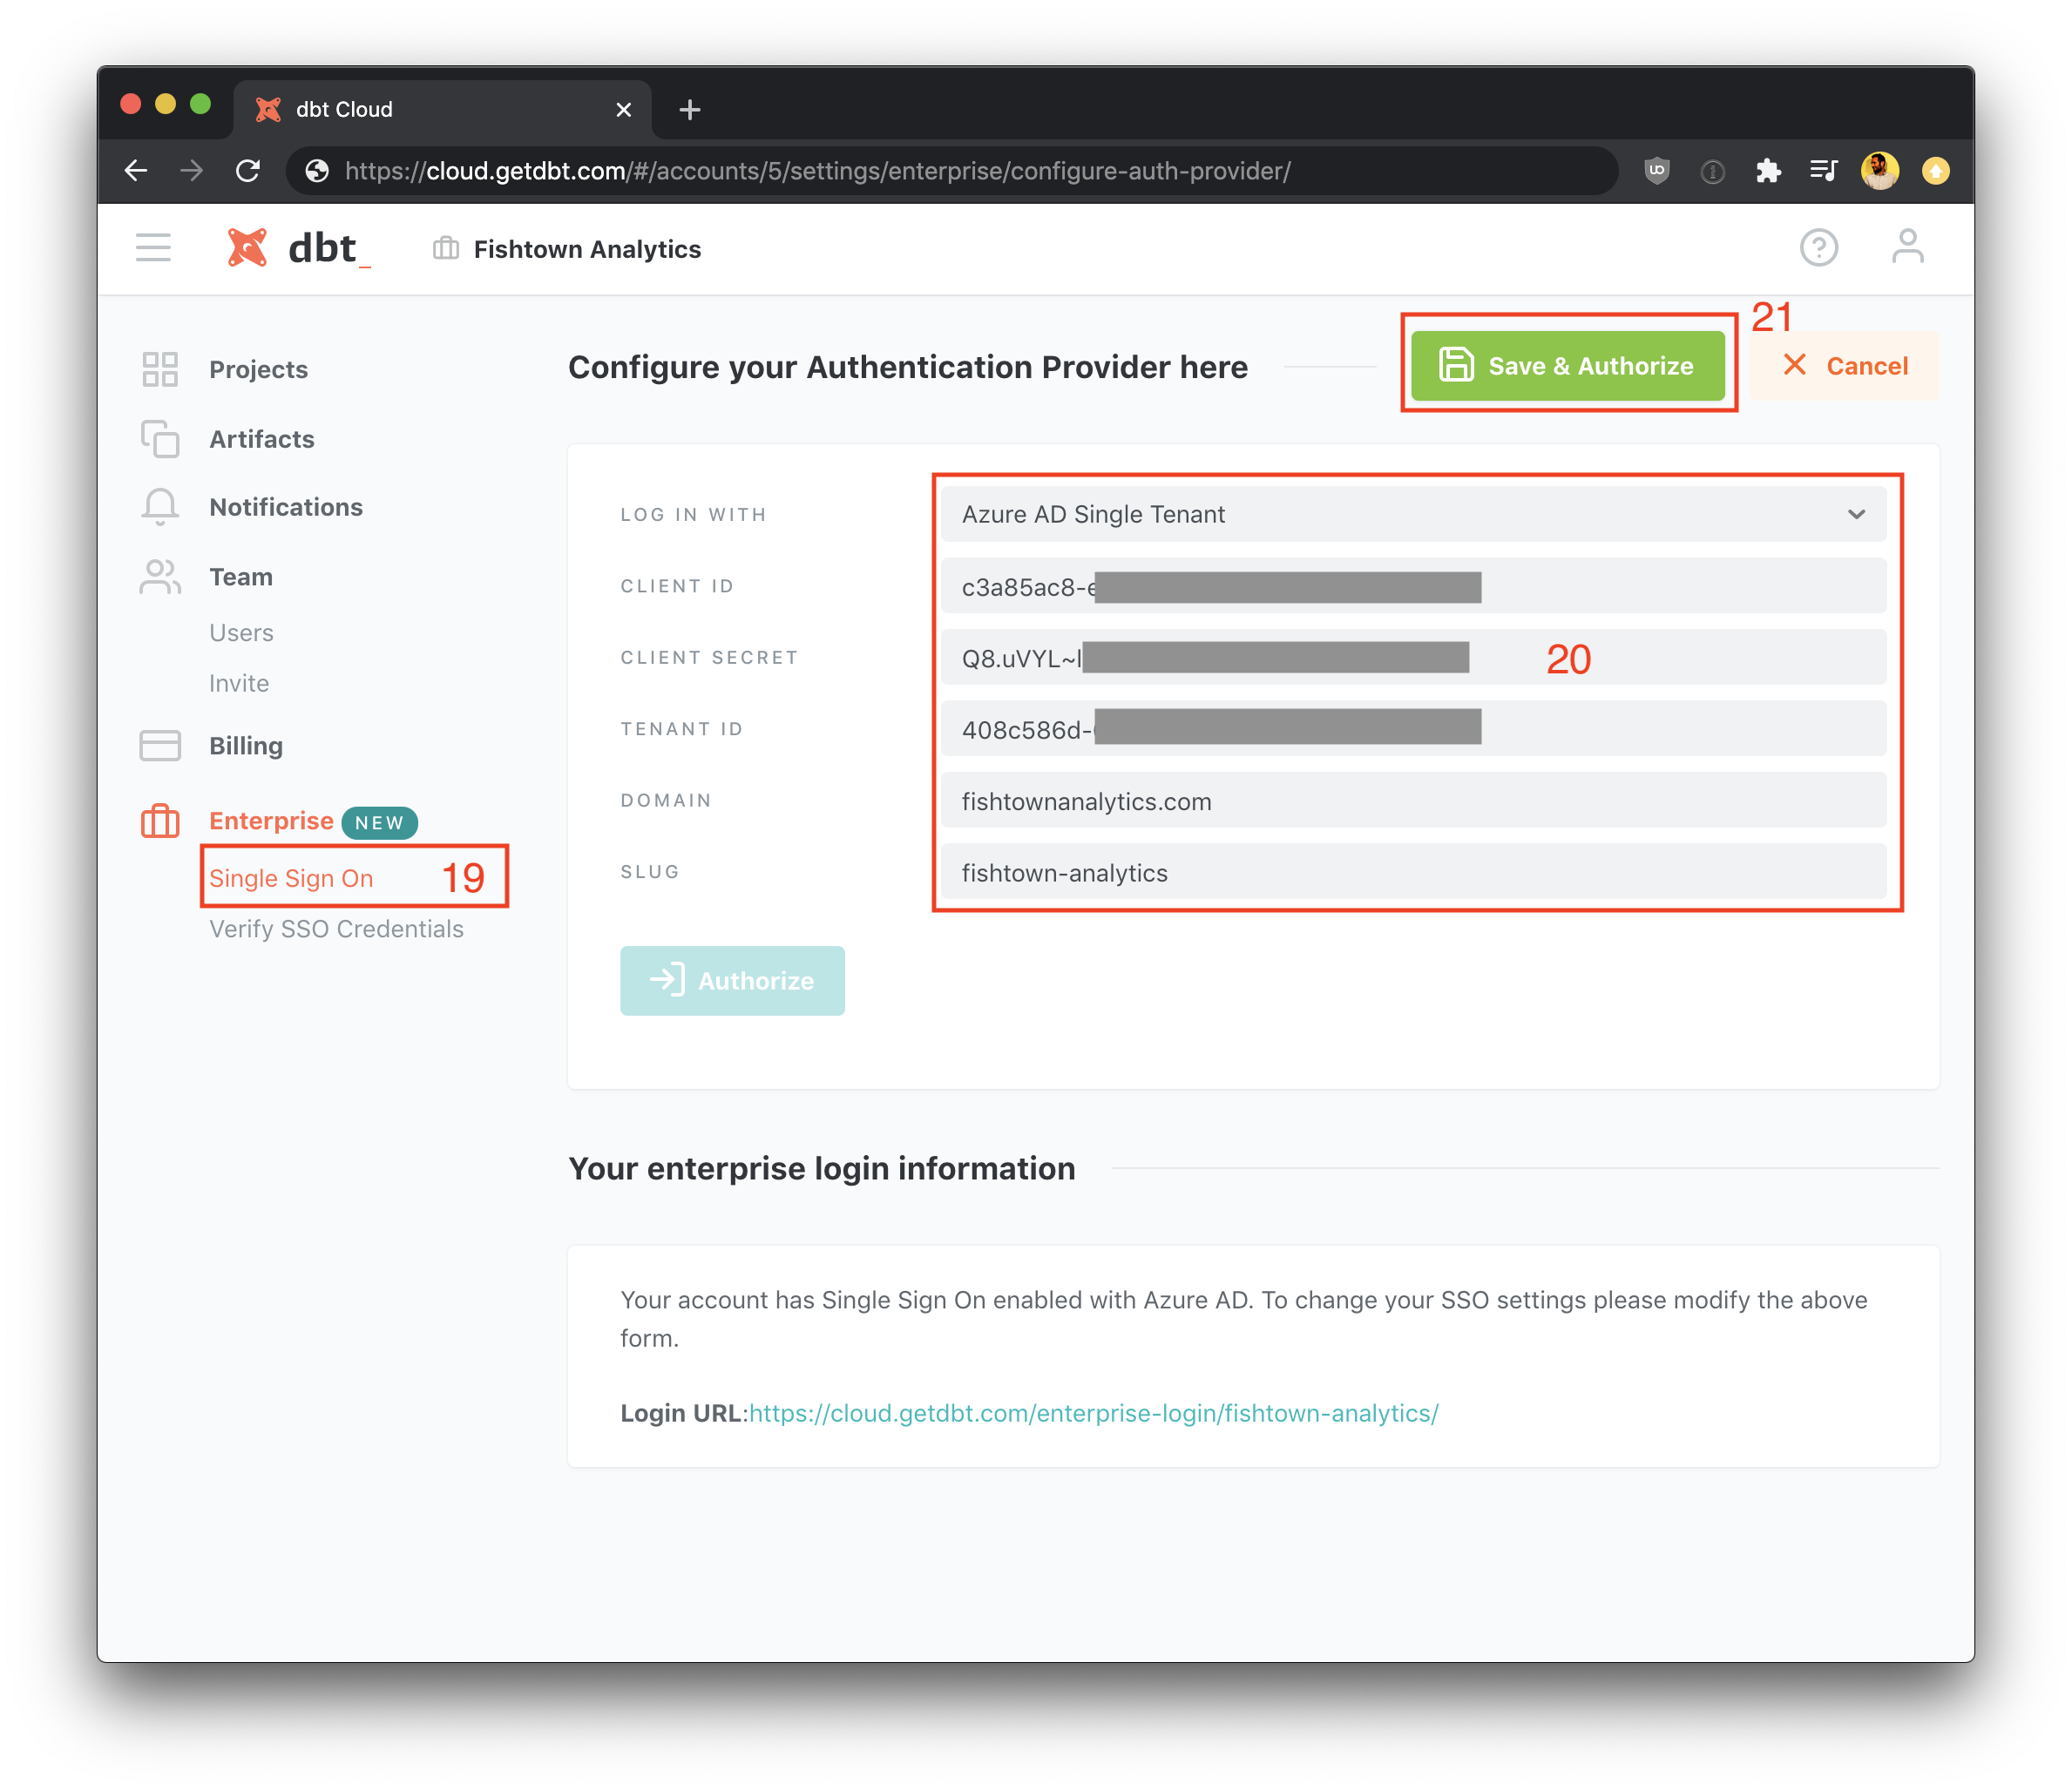 dbt Cloud
https://cloud.getdbt.com/#/accounts/5/settings/enterprise/configure-auth-provider/
dbt_
Fishtown Analytics
21
Projects
Artifacts
Notifications
Team
Users
Invite
Billing
Enterprise NEW
Single Sign On 19
Verify SSO Credentials
Configure your Authentication Provider here
Save & Authorize
Cancel
LOG IN WITH Azure AD Single Tenant
CLIENT ID c3a85ac8-e
CLIENT SECRET Q8.uVYL~ 20
TENANT ID 408c586d-
DOMAIN fishtownanalytics.com
SLUG fishtown-analytics
Authorize
Your enterprise login information
Your account has Single Sign On enabled with Azure AD. To change your SSO settings please modify the above
form.
Login URL:https://cloud.getdbt.com/enterprise-login/fishtown-analytics/